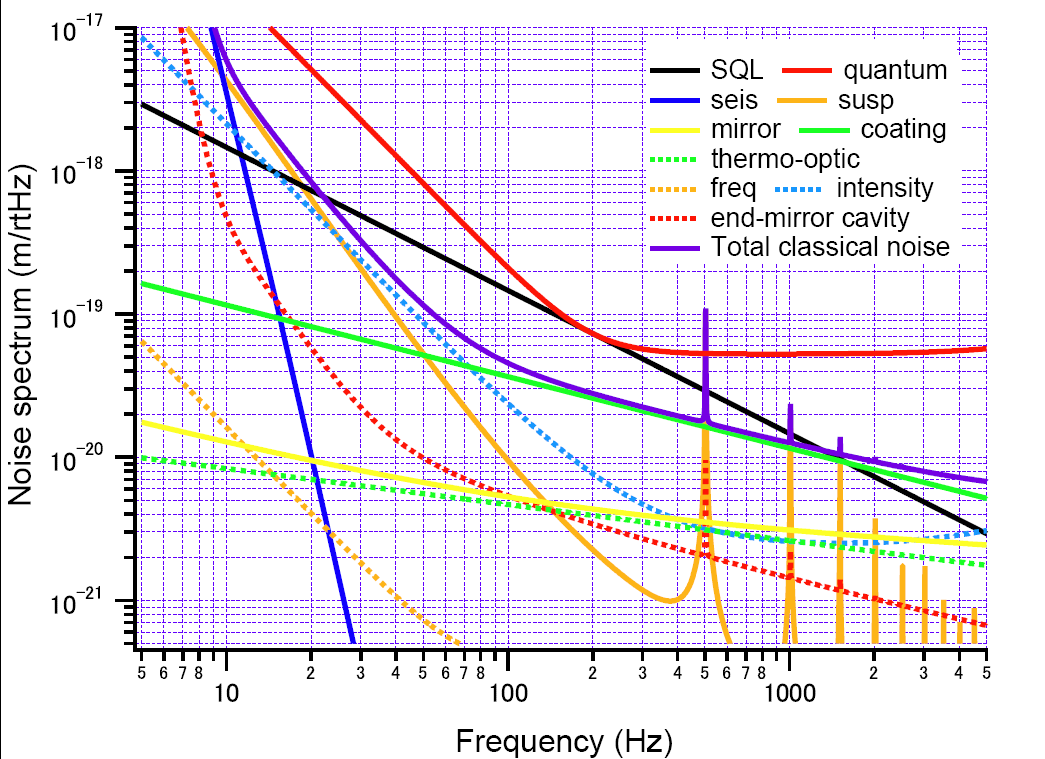 10⁻¹⁷
10⁻¹⁸
10⁻¹⁹
10⁻²⁰
10⁻²¹
Noise spectrum (m/rtHz)
SQL quantum
seis susp
mirror coating
thermo-optic
freq intensity
end-mirror cavity
Total classical noise
5 6 7 8 2 3 4 5 6 7 8 2 3 4 5 6 7 8 2 3 4 5
10 100 1000
Frequency (Hz)